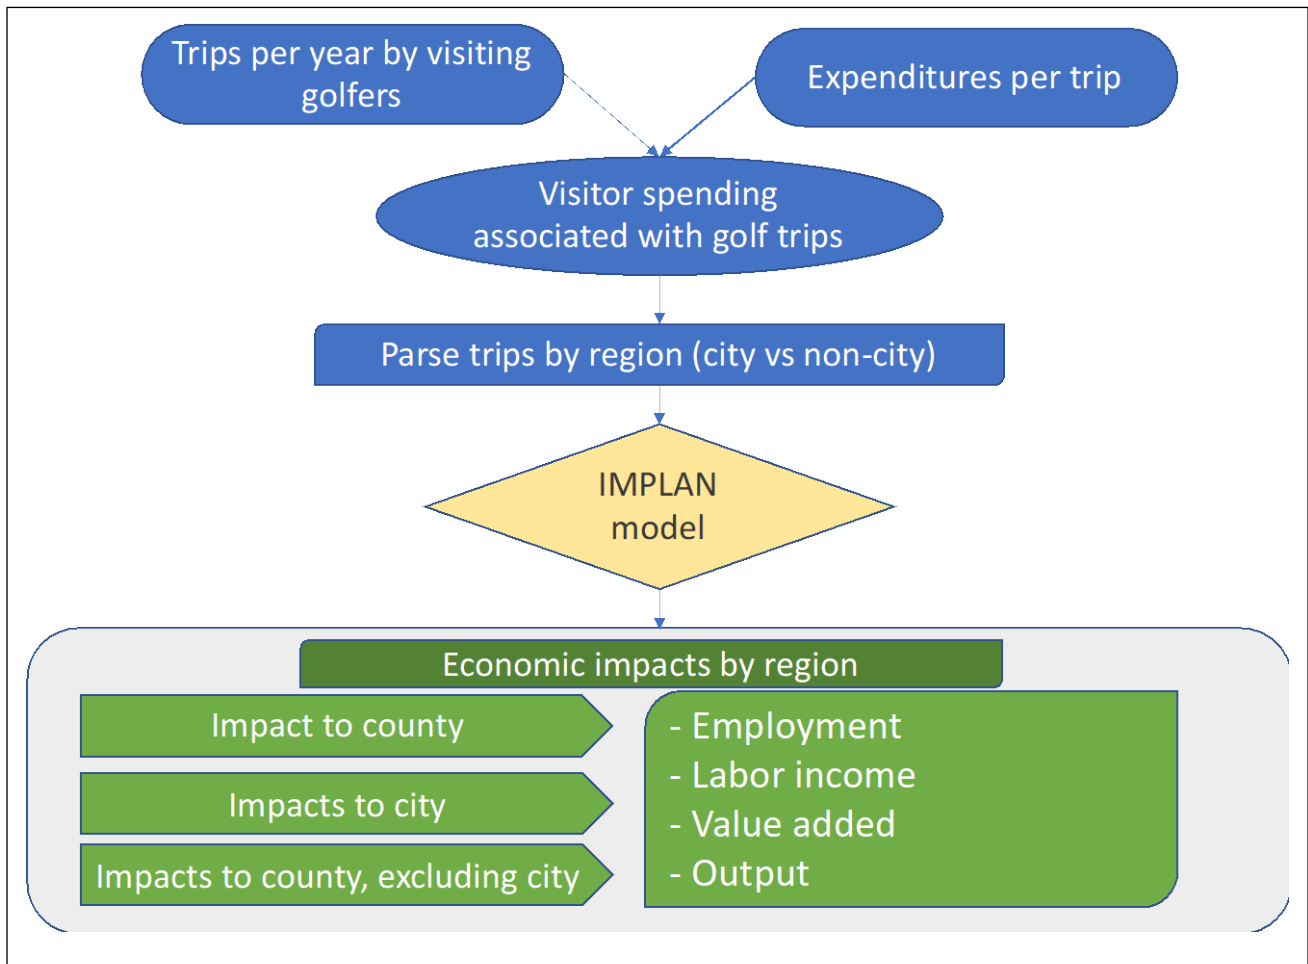 Trips per year by visiting
golfers
Expenditures per trip
Visitor spending
associated with golf trips
Parse trips by region (city vs non-city)
IMPLAN
model
Economic impacts by region
Impact to county
Impacts to city
Impacts to county, excluding city
- Employment
- Labor income
- Value added
- Output